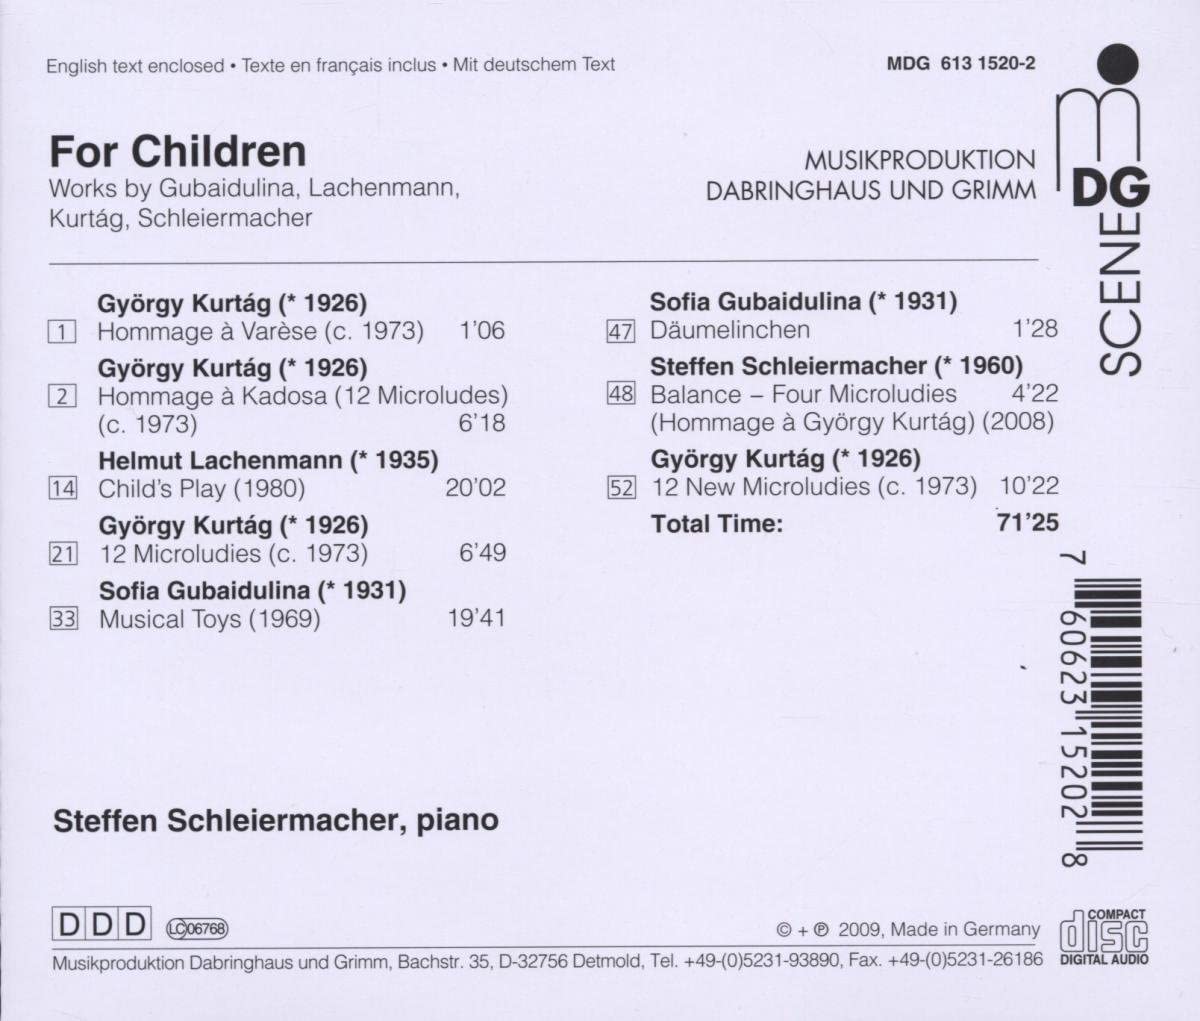 English text enclosed • Texte en français inclus • Mit deutschem Text
MDG 613 1520-2
For Children
Works by Gubaidulina, Lachenmann,
Kurtág, Schleiermacher
MUSIKPRODUKTION
DABRINGHAUS UND GRIMM
DG
SCENE
György Kurtág (* 1926)
1 Hommage à Varèse (c. 1973) 1'06
György Kurtág (* 1926)
2 Hommage à Kadosa (12 Microludes)
(c. 1973) 6'18
Helmut Lachenmann (* 1935)
14 Child's Play (1980) 20'02
György Kurtág (* 1926)
21 12 Microludies (c. 1973) 6'49
Sofia Gubaidulina (* 1931)
33 Musical Toys (1969) 19'41
Sofia Gubaidulina (* 1931)
47 Däumelinchen 1'28
Steffen Schleiermacher (* 1960)
48 Balance – Four Microludies 4'22
(Hommage à György Kurtág) (2008)
György Kurtág (* 1926)
52 12 New Microludies (c. 1973) 10'22
Total Time: 71'25
7 60623 15202 8
Steffen Schleiermacher, piano
DDD
LC 06768
© + ℗ 2009, Made in Germany
COMPACT
disc
DIGITAL AUDIO
Musikproduktion Dabringhaus und Grimm, Bachstr. 35, D-32756 Detmold, Tel. +49-(0)5231-93890, Fax. +49-(0)5231-26186